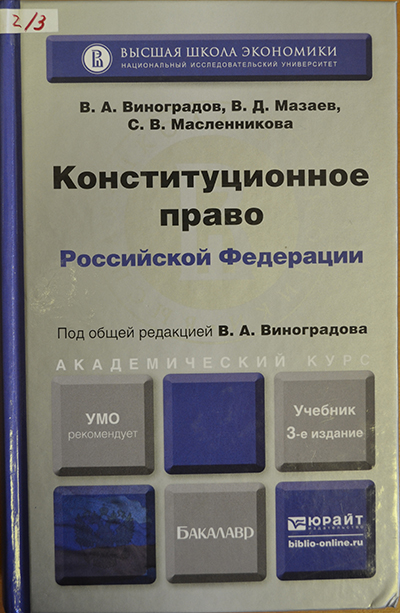 2/3
ВЫСШАЯ ШКОЛА ЭКОНОМИКИ
НАЦИОНАЛЬНЫЙ ИССЛЕДОВАТЕЛЬСКИЙ УНИВЕРСИТЕТ
В. А. Виноградов, В. Д. Мазаев,
С. В. Масленникова
Конституционное
право
Российской Федерации
Под общей редакцией В. А. Виноградова
АКАДЕМИЧЕСКИЙ КУРС
УМО
рекомендует
Учебник
3-е издание
БАКАЛАВР
ЮРАЙТ
ИЗДАТЕЛЬСТВО
biblio-online.ru